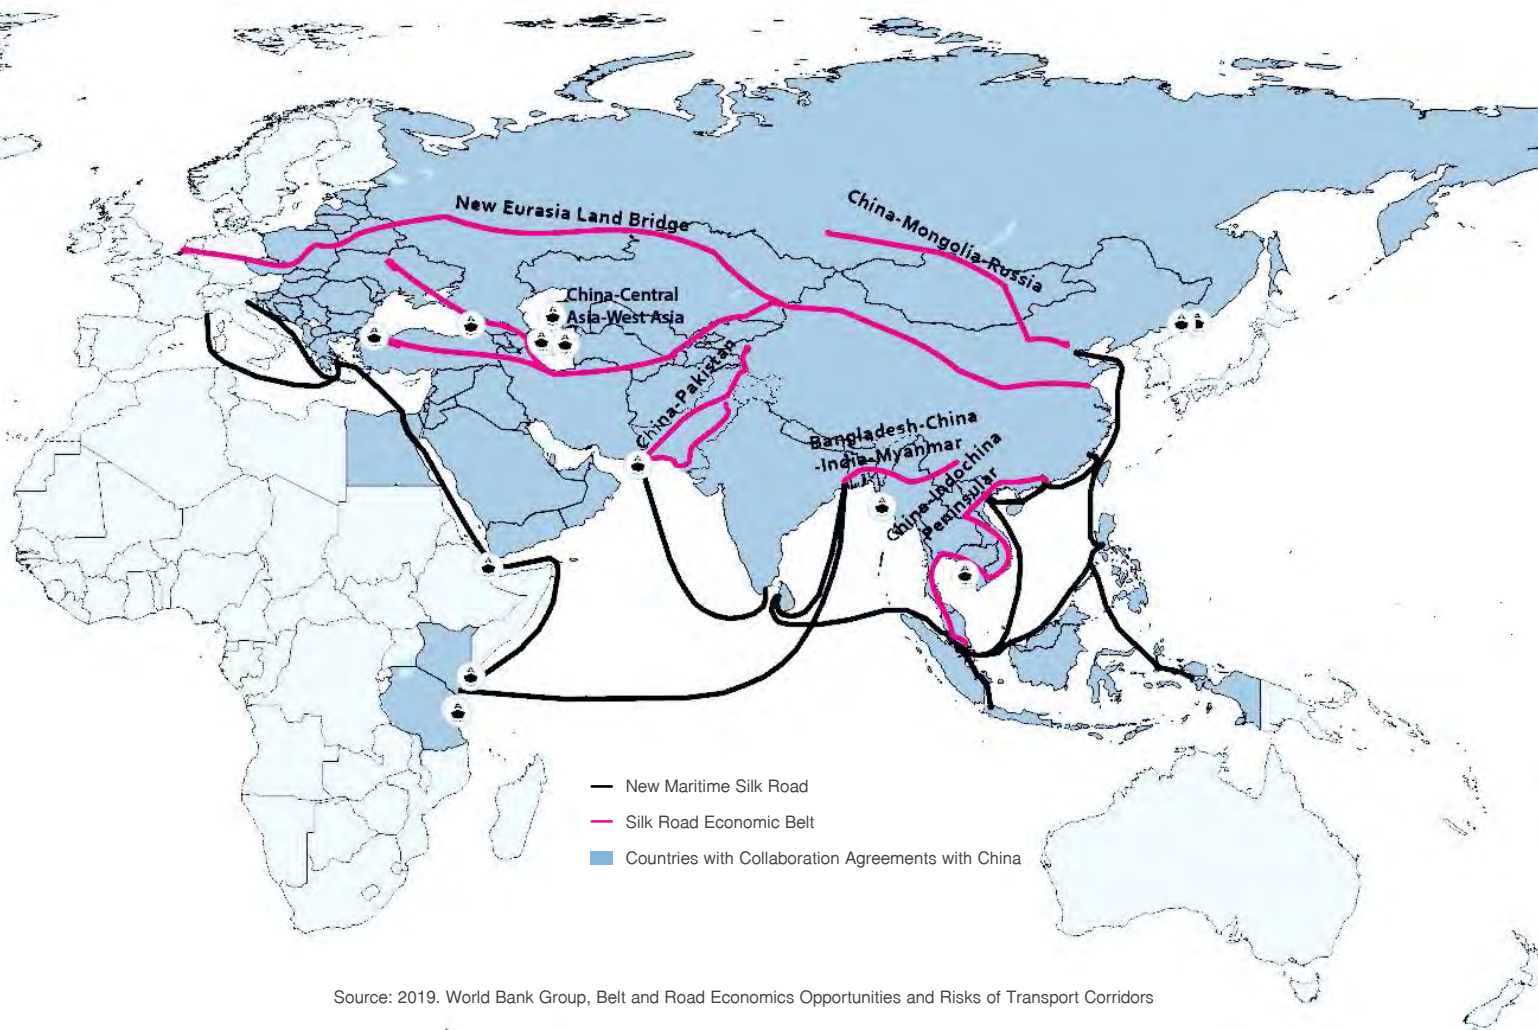 New Eurasia Land Bridge
China-Mongolia-Russia
China-Central
Asia-West Asia
China-Pakistan
Bangladesh-China
-India-Myanmar
China-Indochina
Peninsular
New Maritime Silk Road
Silk Road Economic Belt
Countries with Collaboration Agreements with China
Source: 2019. World Bank Group, Belt and Road Economics Opportunities and Risks of Transport Corridors